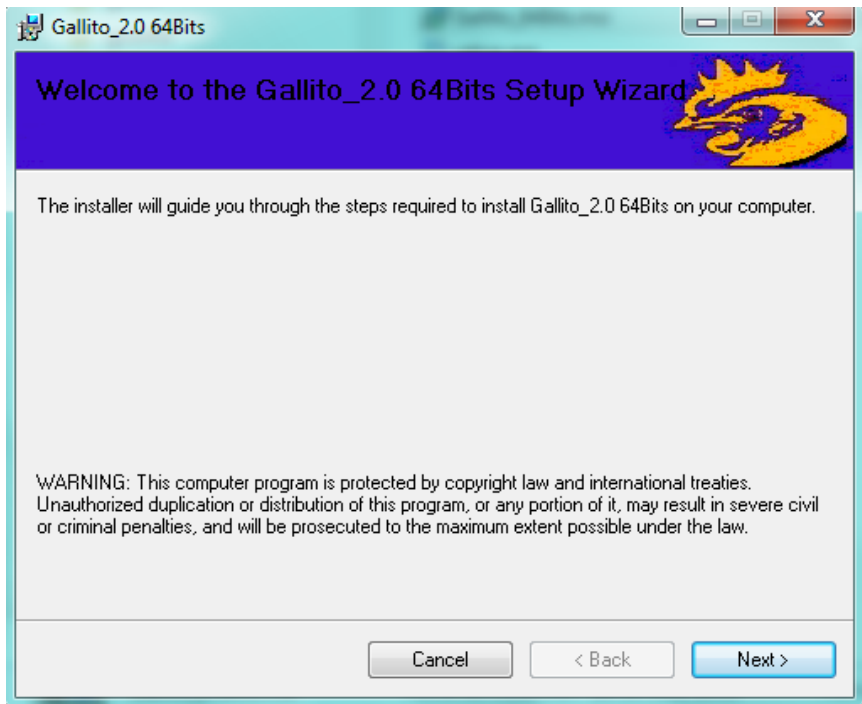 Gallito_2.0 64Bits
Welcome to the Gallito_2.0 64Bits Setup Wizard
The installer will guide you through the steps required to install Gallito_2.0 64Bits on your computer.
WARNING: This computer program is protected by copyright law and international treaties.
Unauthorized duplication or distribution of this program, or any portion of it, may result in severe civil
or criminal penalties, and will be prosecuted to the maximum extent possible under the law.
Cancel
< Back
Next >